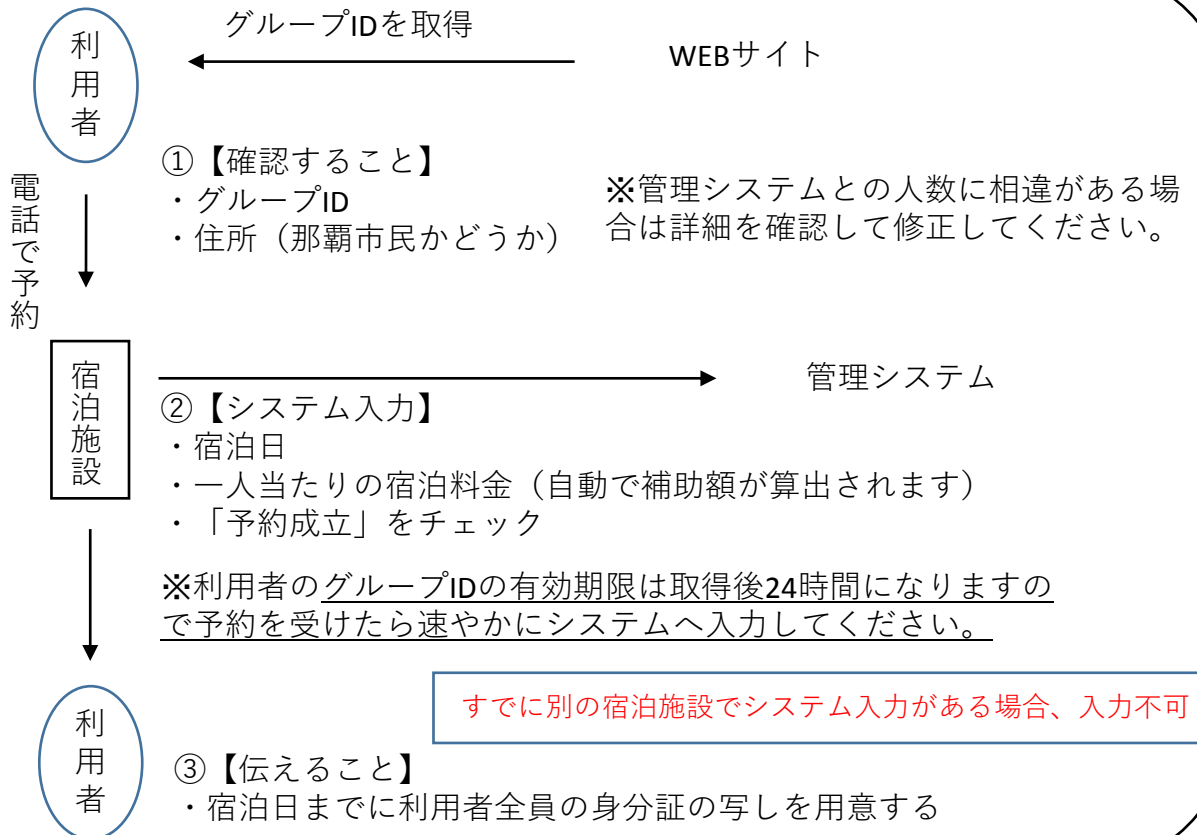 利用者
グループIDを取得
WEBサイト
電話で予約
①【確認すること】
・グループID
・住所（那覇市民かどうか）
※管理システムとの人数に相違がある場
合は詳細を確認して修正してください。
宿泊施設
管理システム
②【システム入力】
・宿泊日
・一人当たりの宿泊料金（自動で補助額が算出されます）
・「予約成立」をチェック
※利用者のグループIDの有効期限は取得後24時間になりますの
で予約を受けたら速やかにシステムへ入力してください。
すでに別の宿泊施設でシステム入力がある場合、入力不可
利用者
③【伝えること】
・宿泊日までに利用者全員の身分証の写しを用意する